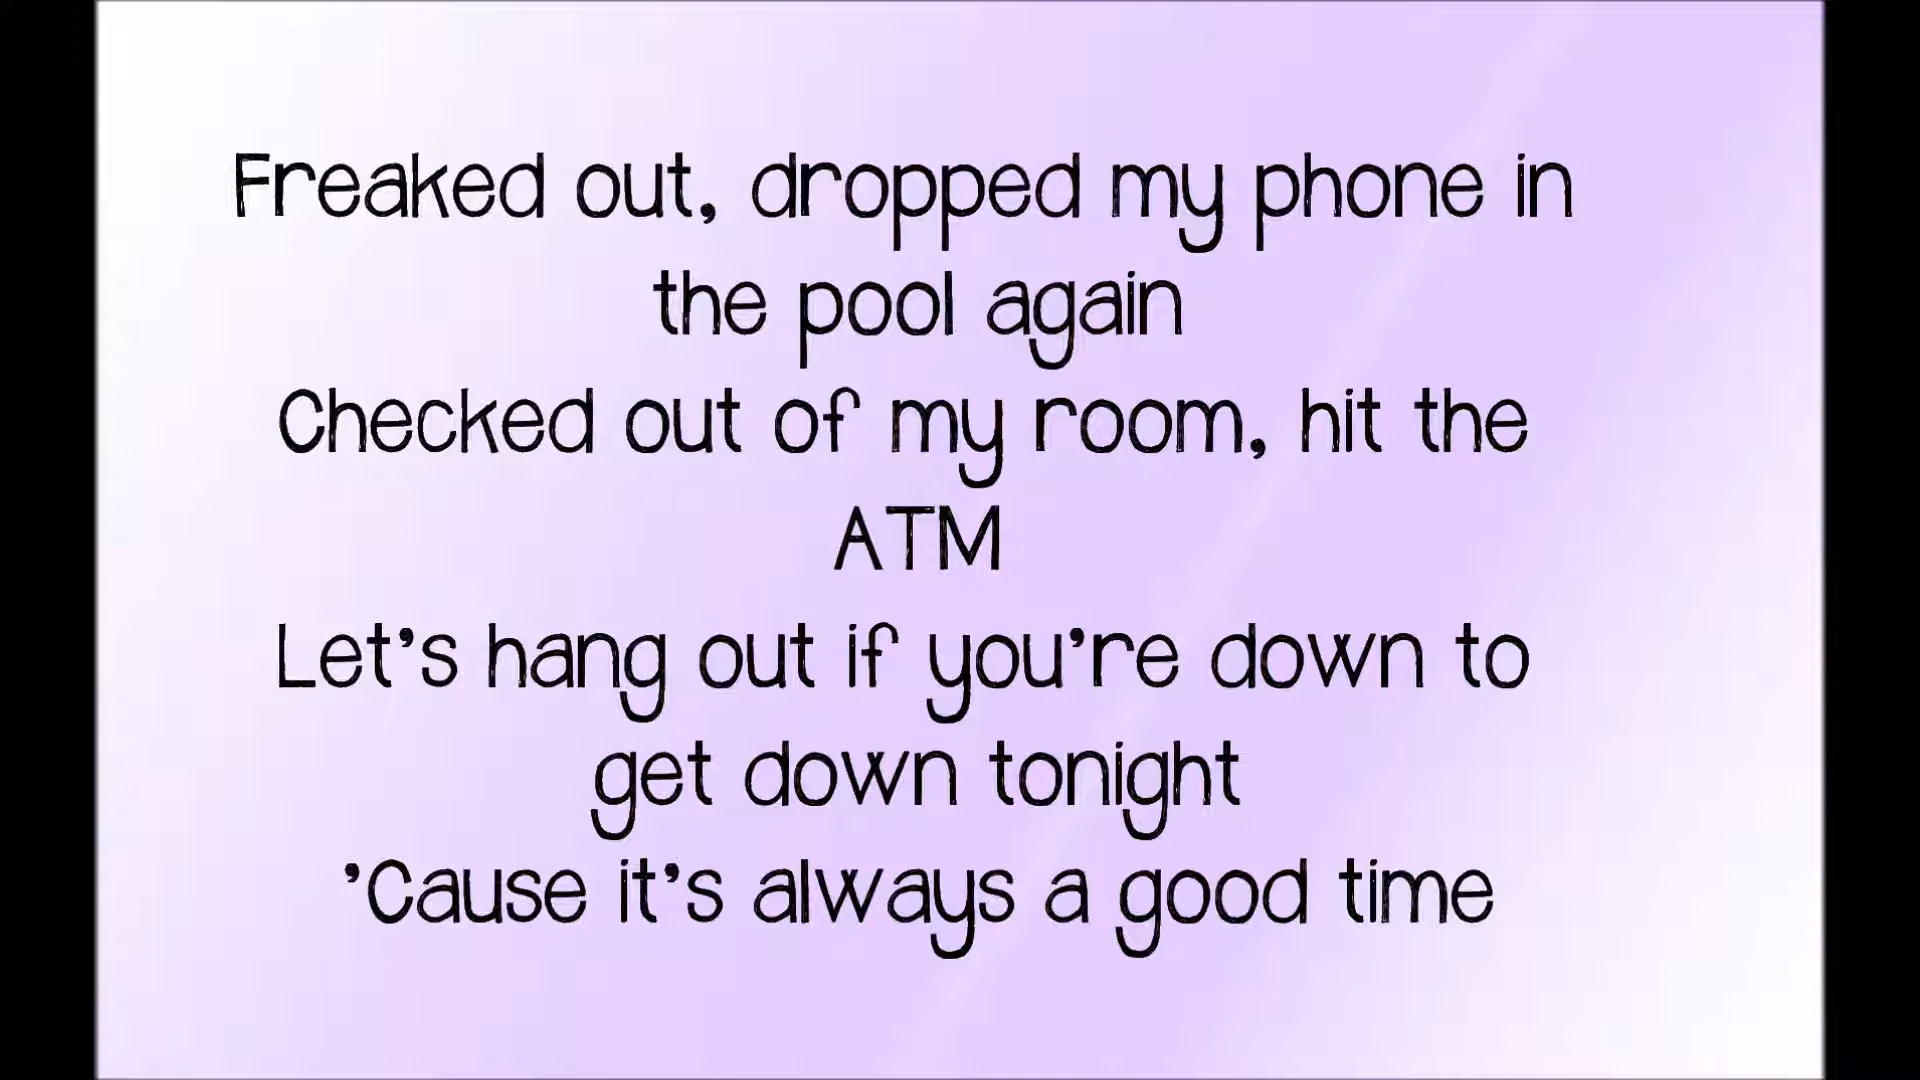 Freaked out, dropped my phone in
the pool again
Checked out of my room, hit the
ATM
Let's hang out if you're down to
get down tonight
'Cause it's always a good time